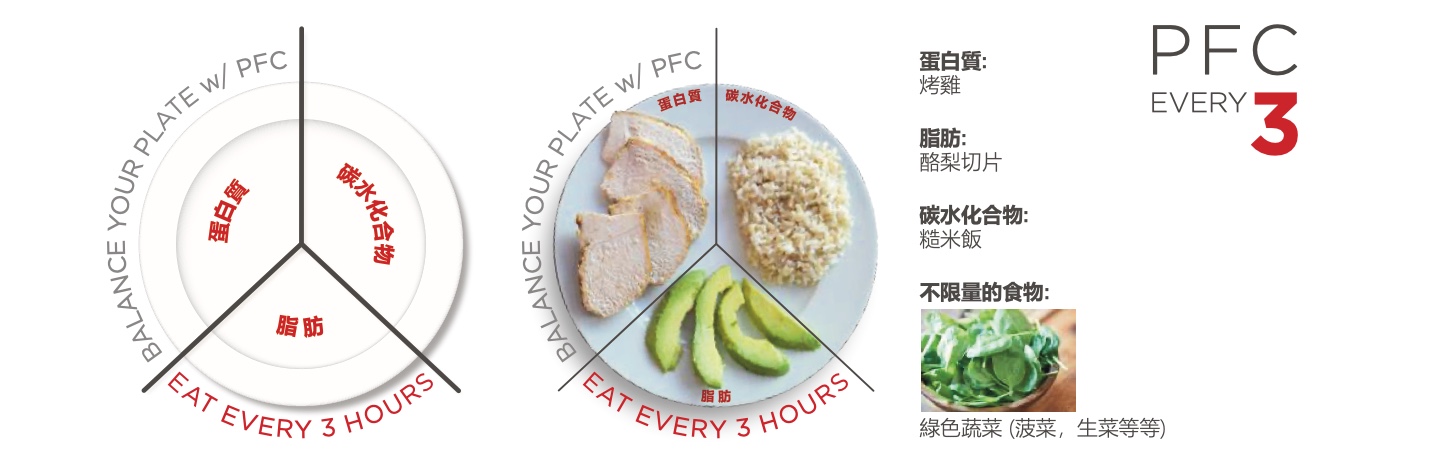 BALANCE YOUR PLATE w/ PFC
蛋白質
碳水化合物
脂肪
EAT EVERY 3 HOURS
BALANCE YOUR PLATE w/ PFC
蛋白質
碳水化合物
脂肪
EAT EVERY 3 HOURS
蛋白質:
烤雞
脂肪:
酪梨切片
碳水化合物:
糙米飯
不限量的食物:
綠色蔬菜 (菠菜，生菜等等)
PFC
EVERY 3